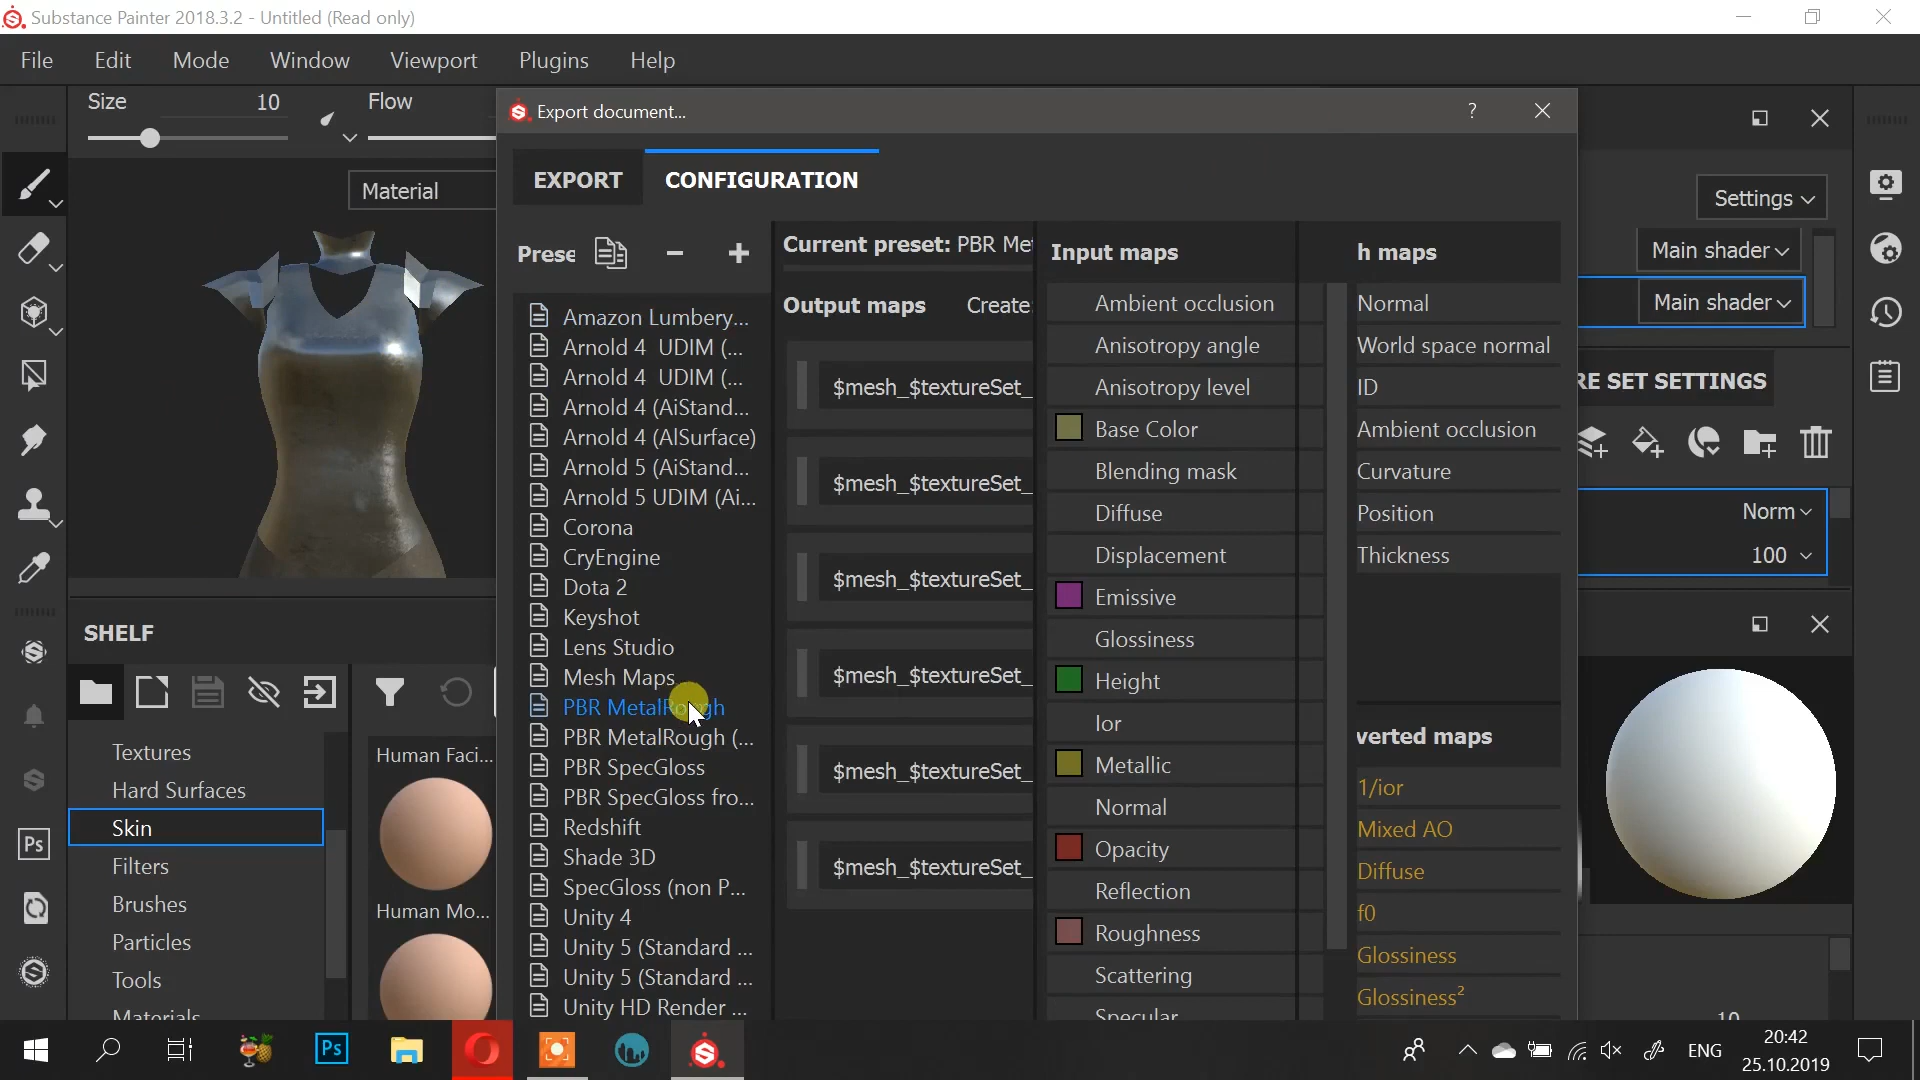 Substance Painter 2018.3.2 - Untitled (Read only)
File Edit Mode Window Viewport Plugins Help
Size 10 Flow
Material
Export document...
?
EXPORT CONFIGURATION
Prese
Amazon Lumbery...
Arnold 4 UDIM (...
Arnold 4 UDIM (...
Arnold 4 (AiStand...
Arnold 4 (AlSurface)
Arnold 5 (AiStand...
Arnold 5 UDIM (Ai...
Corona
CryEngine
Dota 2
Keyshot
Lens Studio
Mesh Maps
PBR MetalRough
PBR MetalRough (...
PBR SpecGloss
PBR SpecGloss fro...
Redshift
Shade 3D
SpecGloss (non P...
Unity 4
Unity 5 (Standard ...
Unity 5 (Standard ...
Unity HD Render ...
Current preset: PBR Met
Output maps Create:
$mesh_$textureSet_
$mesh_$textureSet_
$mesh_$textureSet_
$mesh_$textureSet_
$mesh_$textureSet_
$mesh_$textureSet_
Input maps
Ambient occlusion
Anisotropy angle
Anisotropy level
Base Color
Blending mask
Diffuse
Displacement
Emissive
Glossiness
Height
Ior
Metallic
Normal
Opacity
Reflection
Roughness
Scattering
Specular
h maps
Normal
World space normal
ID
Ambient occlusion
Curvature
Position
Thickness
verted maps
1/ior
Mixed AO
Diffuse
f0
Glossiness
Glossiness²
Settings
Main shader
Main shader
RE SET SETTINGS
Norm
100
10
SHELF
Textures
Hard Surfaces
Skin
Filters
Brushes
Particles
Tools
Materials
Human Faci...
Human Mo...
Ps
Ps
ENG
20:42
25.10.2019